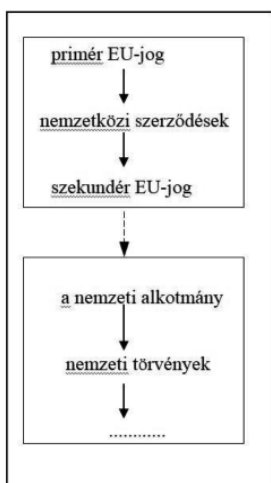 primér EU-jog
nemzetközi szerződések
szekundér EU-jog
a nemzeti alkotmány
nemzeti törvények
............